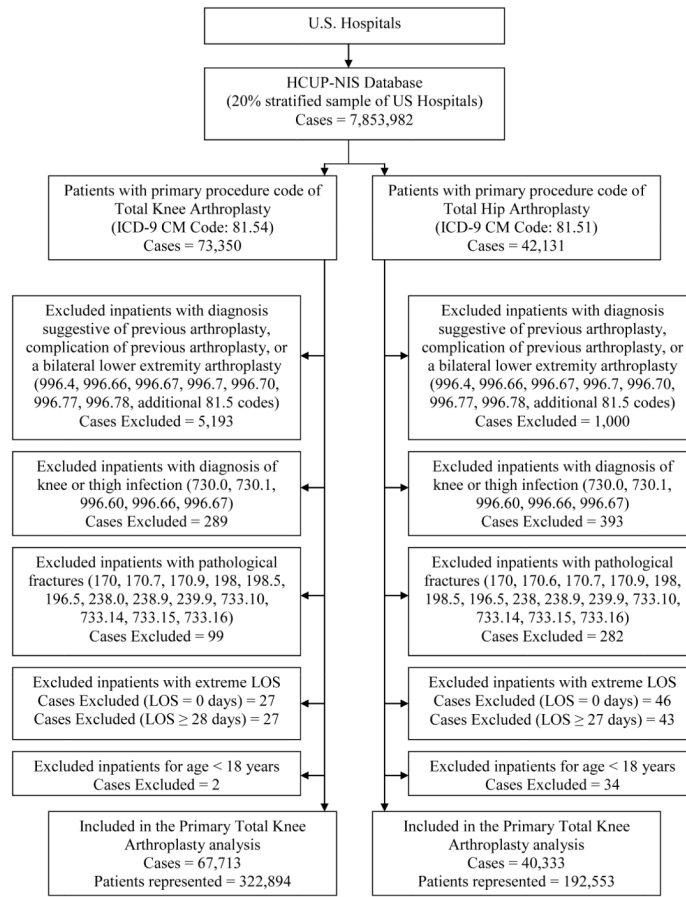 U.S. Hospitals
HCUP-NIS Database
(20% stratified sample of US Hospitals)
Cases = 7,853,982
Patients with primary procedure code of
Total Knee Arthroplasty
(ICD-9 CM Code: 81.54)
Cases = 73,350
Patients with primary procedure code of
Total Hip Arthoplasty
(ICD-9 CM Code: 81.51)
Cases = 42,131
Excluded inpatients with diagnosis
suggestive of previous arthroplasty,
complication of previous arthroplasty, or
a bilateral lower extremity arthroplasty
(996.4, 996.66, 996.67, 996.7, 996.70,
996.77, 996.78, additional 81.5 codes)
Cases Excluded = 5,193
Excluded inpatients with diagnosis
suggestive of previous arthroplasty,
complication of previous arthroplasty, or
a bilateral lower extremity arthroplasty
(996.4, 996.66, 996.67, 996.7, 996.70,
996.77, 996.78, additional 81.5 codes)
Cases Excluded = 1,000
Excluded inpatients with diagnosis of
knee or thigh infection (730.0, 730.1,
996.60, 996.66, 996.67)
Cases Excluded = 289
Excluded inpatients with diagnosis of
knee or thigh infection (730.0, 730.1,
996.60, 996.66, 996.67)
Cases Excluded = 393
Excluded inpatients with pathological
fractures (170, 170.7, 170.9, 198, 198.5,
196.5, 238.0, 238.9, 239.9, 733.10,
733.14, 733.15, 733.16)
Cases Excluded = 99
Excluded inpatients with pathological
fractures (170, 170.6, 170.7, 170.9, 198,
198.5, 196.5, 238, 238.9, 239.9, 733.10,
733.14, 733.15, 733.16)
Cases Excluded = 282
Excluded inpatients with extreme LOS
Cases Excluded (LOS = 0 days) = 27
Cases Excluded (LOS ≥ 28 days) = 27
Excluded inpatients with extreme LOS
Cases Excluded (LOS = 0 days) = 46
Cases Excluded (LOS ≥ 27 days) = 43
Excluded inpatients for age < 18 years
Cases Excluded = 2
Excluded inpatients for age < 18 years
Cases Excluded = 34
Included in the Primary Total Knee
Arthroplasty analysis
Cases = 67,713
Patients represented = 322,894
Included in the Primary Total Knee
Arthroplasty analysis
Cases = 40,333
Patients represented = 192,553